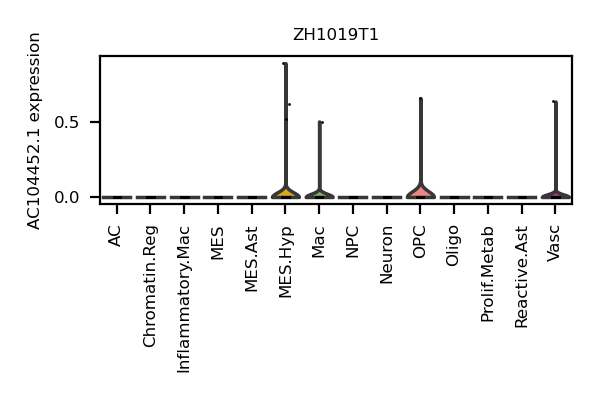 ZH1019T1
AC104452.1 expression
0.5
0.0
AC
Chromatin.Reg
Inflammatory.Mac
MES
MES.Ast
MES.Hyp
Mac
NPC
Neuron
OPC
Oligo
Prolif.Metab
Reactive.Ast
Vasc